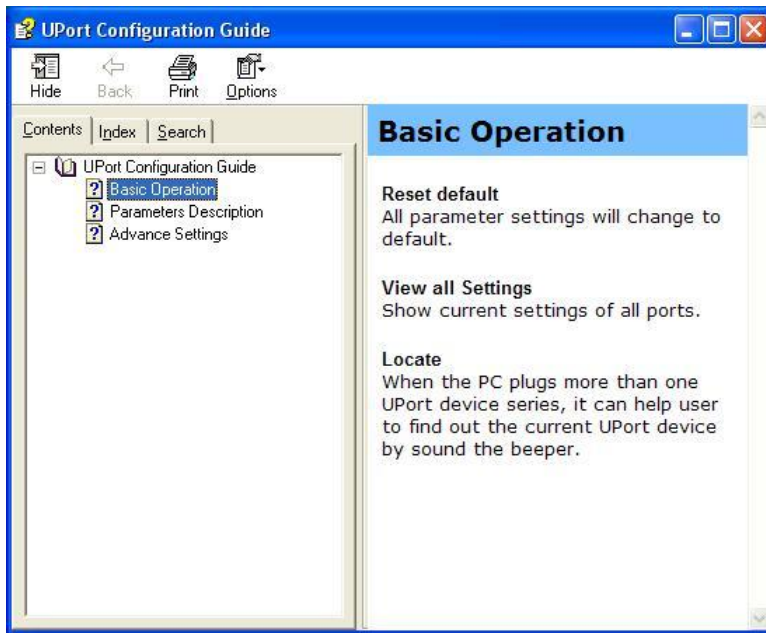 UPort Configuration Guide
Hide Back Print Options
Contents Index Search
UPort Configuration Guide
Basic Operation
Parameters Description
Advance Settings
Basic Operation
Reset default
All parameter settings will change to
default.
View all Settings
Show current settings of all ports.
Locate
When the PC plugs more than one
UPort device series, it can help user
to find out the current UPort device
by sound the beeper.